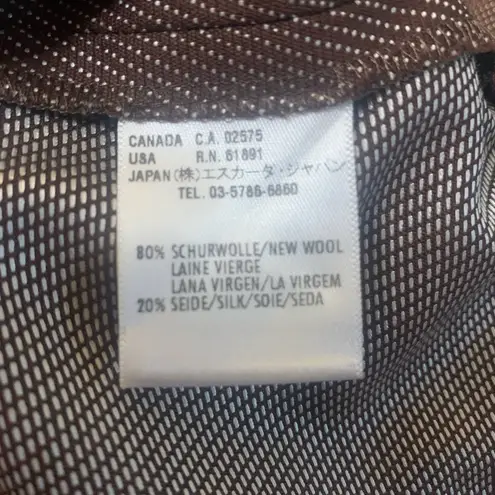 CANADA C.A. 02575
USA R.N. 61891
JAPAN (株)エスカーダ・ジャパン
TEL. 03-5786-6660
80% SCHURWOLLE/NEW WOOL
LAINE VIERGE
LANA VIRGEN/LA VIRGEM
20% SEIDE/SILK/SOIE/SEDA